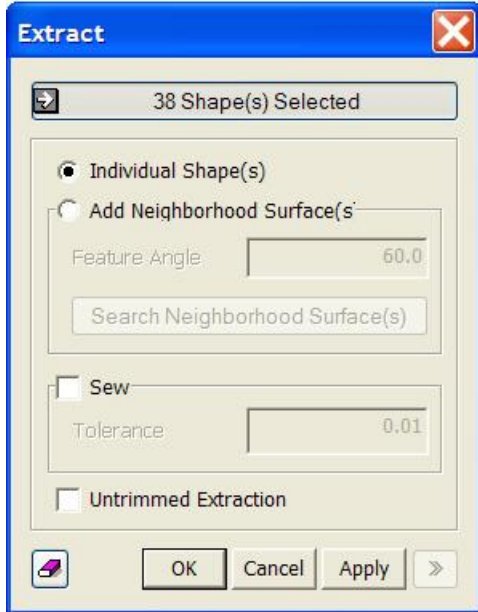 Extract
38 Shape(s) Selected
Individual Shape(s)
Add Neighborhood Surface(s'
Feature Angle 60.0
Search Neighborhood Surface(s)
Sew
Tolerance 0.01
Untrimmed Extraction
OK Cancel Apply »